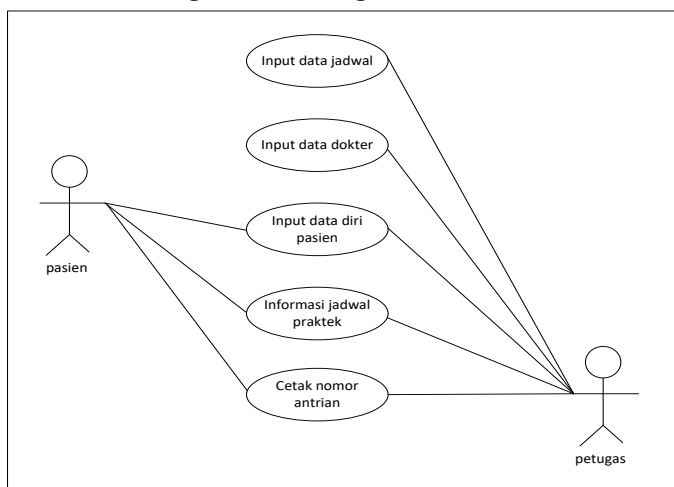 Input data jadwal
Input data dokter
Input data diri
pasien
pasien
Informasi jadwal
praktek
Cetak nomor
antrian
petugas